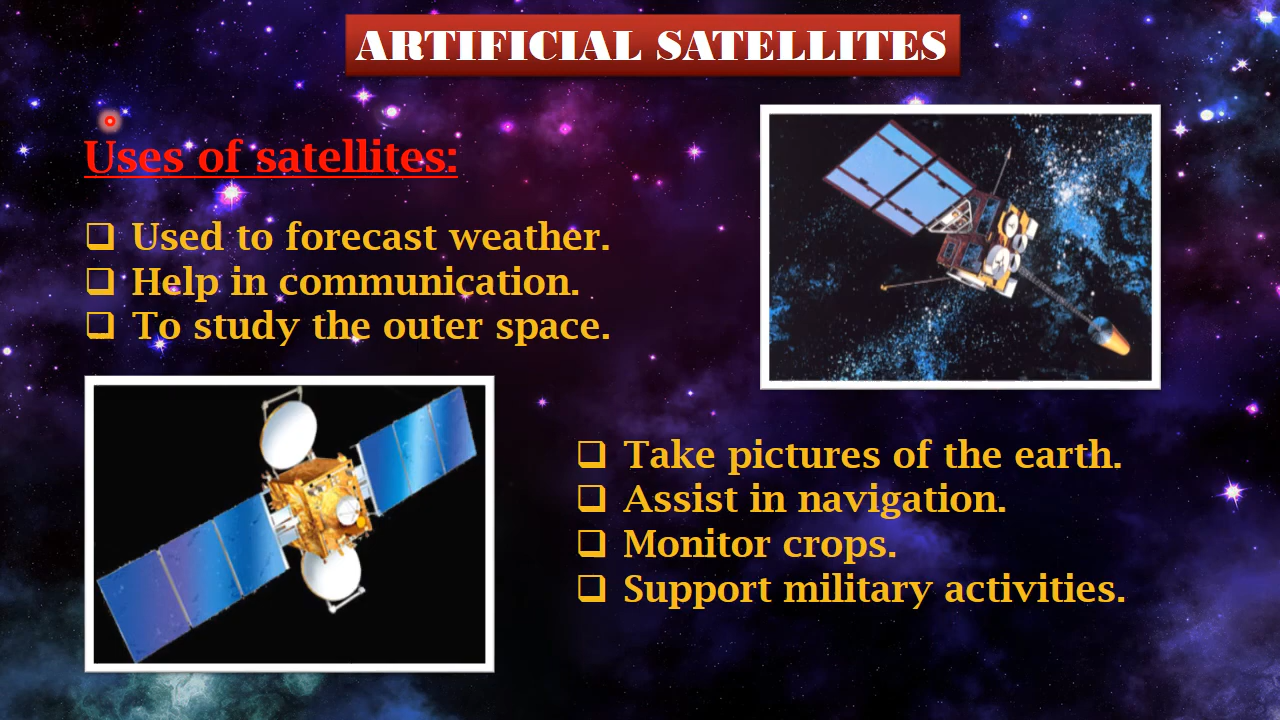 ARTIFICIAL SATELLITES
Uses of satellites:
❑ Used to forecast weather.
❑ Help in communication.
❑ To study the outer space.
❑ Take pictures of the earth.
❑ Assist in navigation.
❑ Monitor crops.
❑ Support military activities.